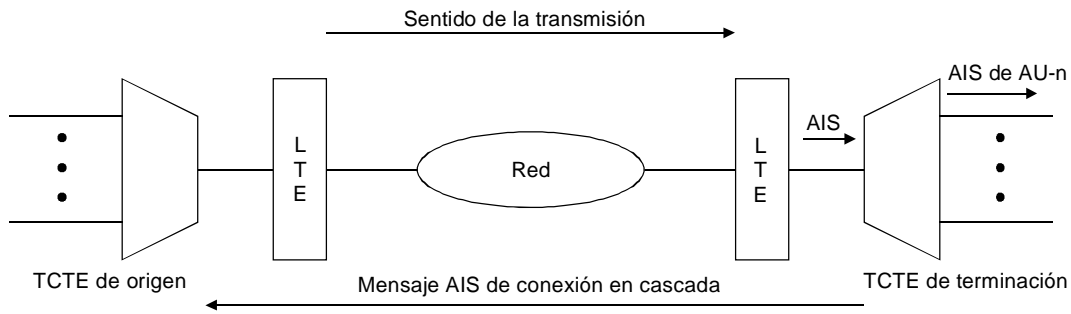 Sentido de la transmisión
AIS de AU-n
AIS
L
T
E
Red
L
T
E
TCTE de origen
Mensaje AIS de conexión en cascada
TCTE de terminación